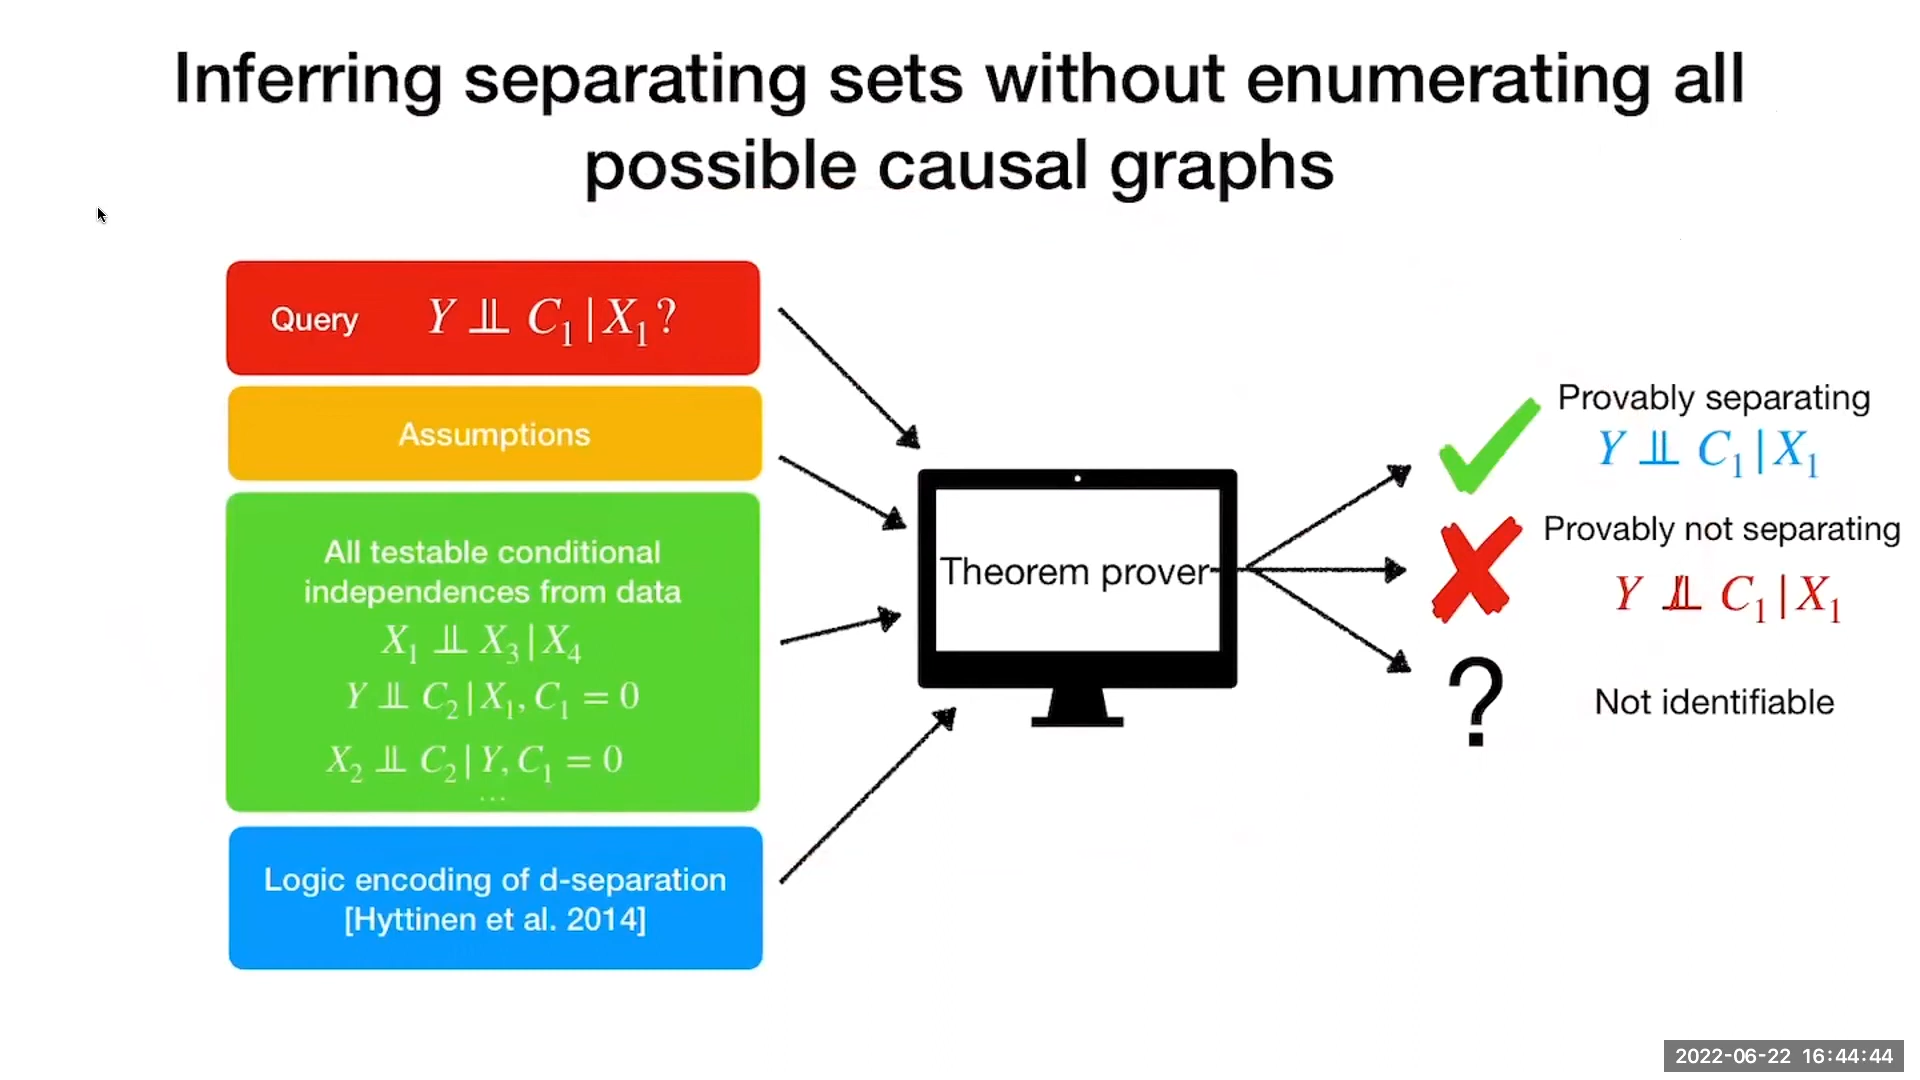 Inferring separating sets without enumerating all
possible causal graphs
Query Y ⫫ C₁ | X₁ ?
Assumptions
All testable conditional
independences from data
X₁ ⫫ X₃ | X₄
Y ⫫ C₂ | X₁, C₁ = 0
X₂ ⫫ C₂ | Y, C₁ = 0
...
Logic encoding of d-separation
[Hyttinen et al. 2014]
Theorem prover
Provably separating
Y ⫫ C₁ | X₁
Provably not separating
Y ⫫̸ C₁ | X₁
?
Not identifiable
2022-06-22 16:44:44